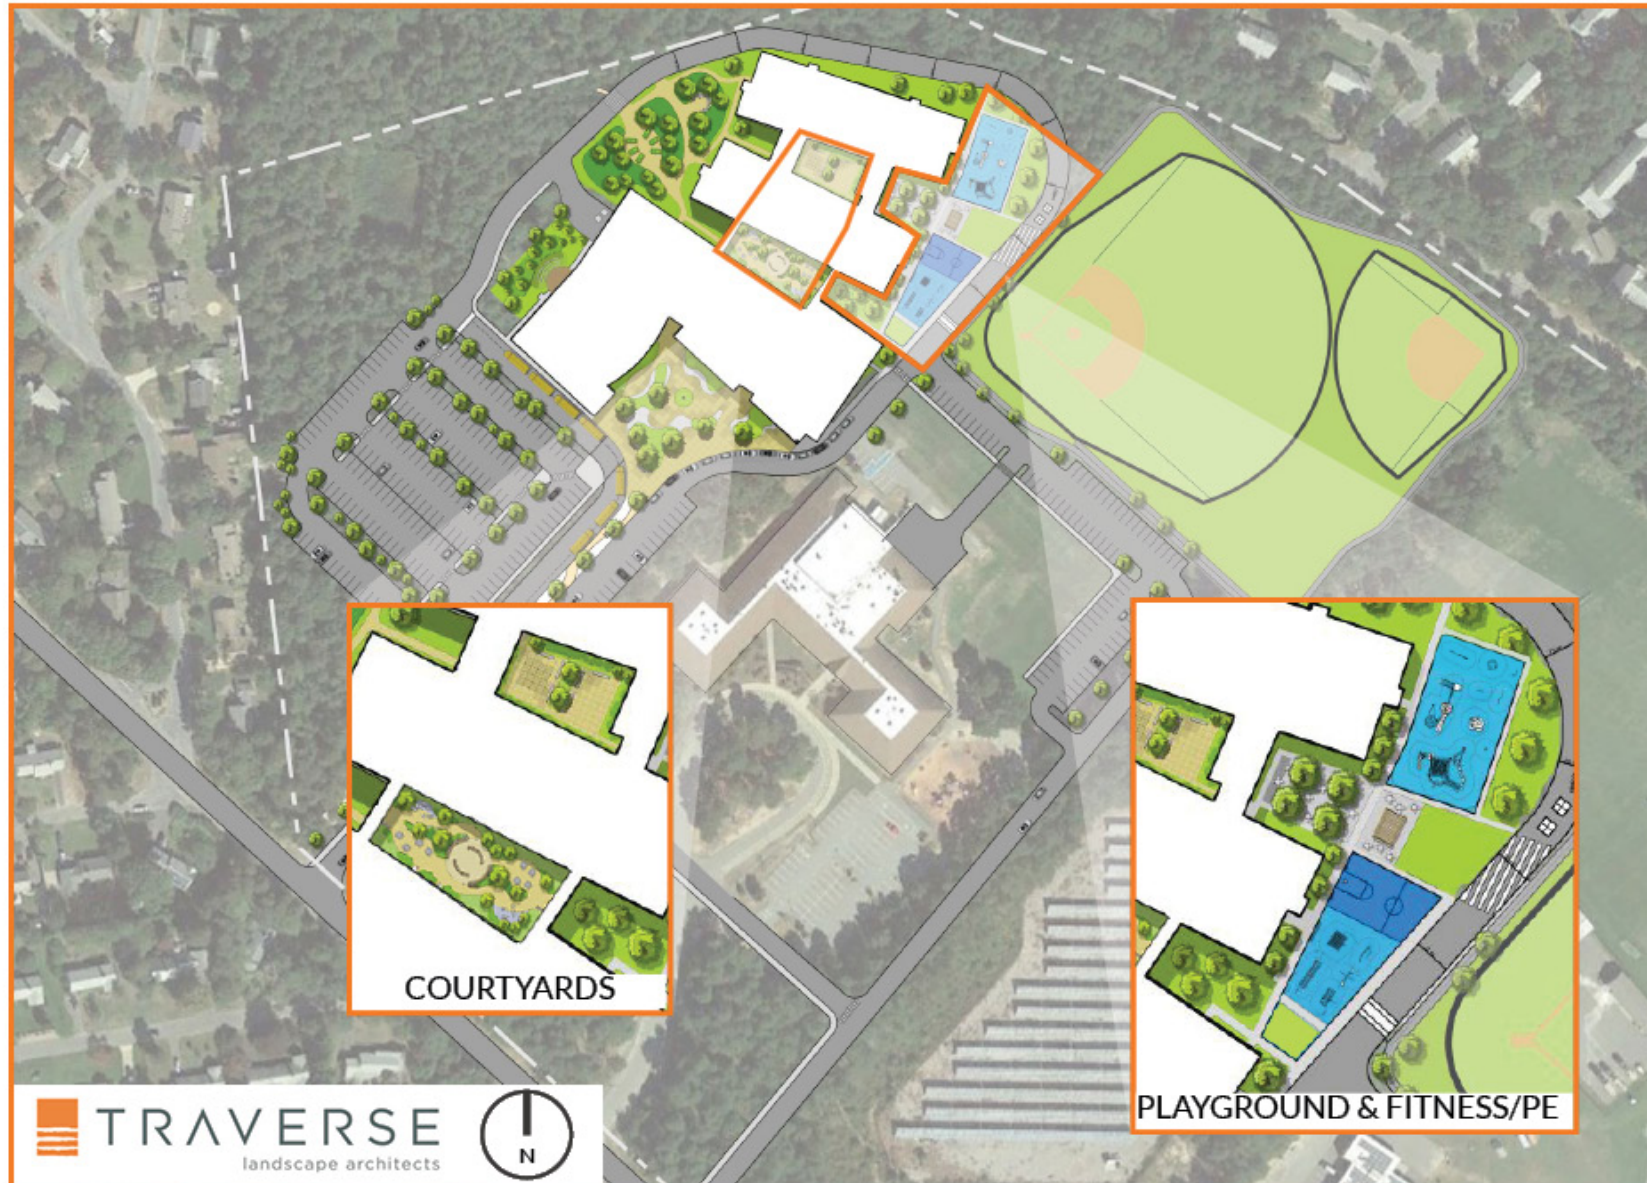 COURTYARDS
PLAYGROUND & FITNESS/PE
TRAVERSE
landscape architects
N